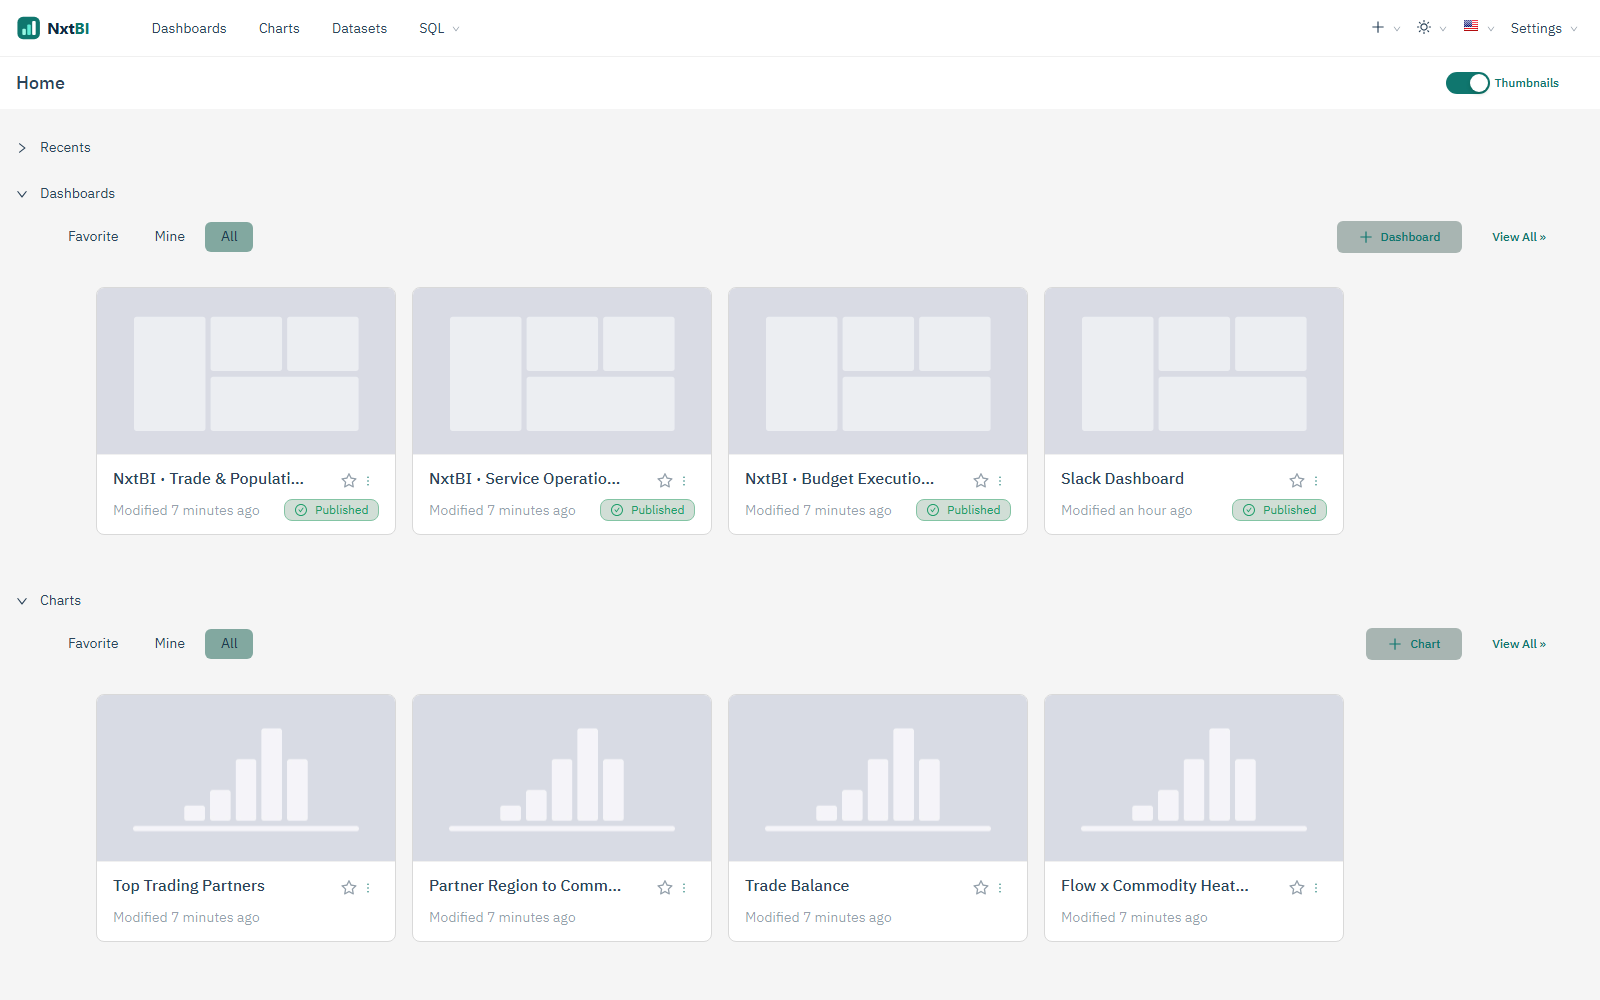 NxtBI
Dashboards
Charts
Datasets
SQL
Settings
Home
Thumbnails
Recents
Dashboards
Favorite
Mine
All
Dashboard
View All »
NxtBI • Trade & Populati...
Modified 7 minutes ago
Published
NxtBI • Service Operatio...
Modified 7 minutes ago
Published
NxtBI • Budget Executio...
Modified 7 minutes ago
Published
Slack Dashboard
Modified an hour ago
Published
Charts
Favorite
Mine
All
Chart
View All »
Top Trading Partners
Modified 7 minutes ago
Partner Region to Comm...
Modified 7 minutes ago
Trade Balance
Modified 7 minutes ago
Flow x Commodity Heat...
Modified 7 minutes ago